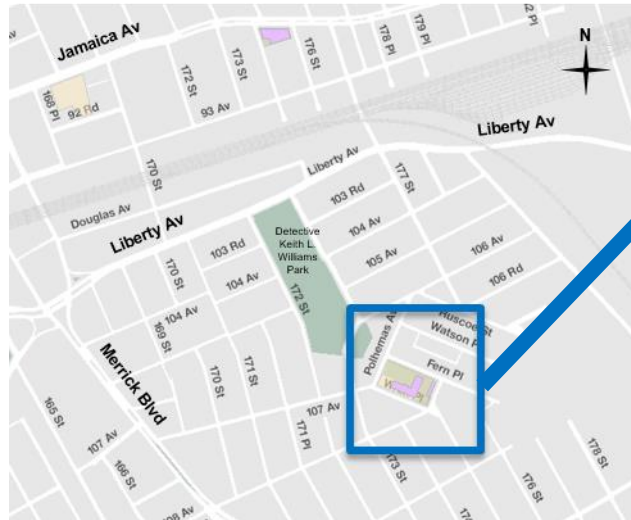 Jamaica Av
179 Pl
178 Pl
176 St
173 St
172 St
168 Pl
92 Rd
93 Av
N
Liberty Av
Liberty Av
170 St
Douglas Av
Liberty Av
177 St
103 Rd
Detective
Keith L.
Williams
Park
103 Rd
104 Av
105 Av
106 Av
106 Rd
170 St
104 Av
172 St
104 Av
169 St
170 St
171 St
Polhemas Av
Ruscoe St
Watson P
Fern Pl
Merrick Blvd
107 Av
171 Pl
165 St
107 Av
166 St
173 St
176 St
178 St